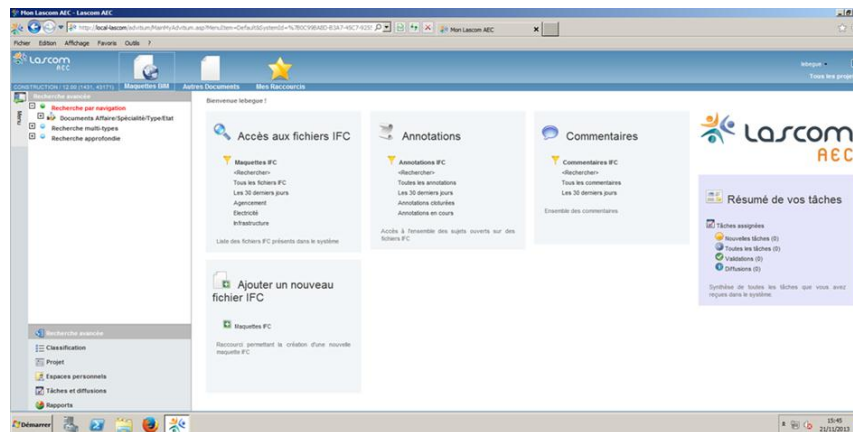 Mon Lascom AEC - Lascom AEC
Mon Lascom AEC
Fichier Edition Affichage Favoris Outils ?
Lascom
AEC
lebegue
Tous les proje
Maquettes BIM
Autres Documents
Mes Raccourcis
Menu
Recherche avancée
Recherche par navigation
Documents Affaire/Spécialité/Type/Etat
Recherche multi-types
Recherche approfondie
Bienvenue lebegue !
Accès aux fichiers IFC
Maquettes IFC
<Rechercher>
Tous les fichiers IFC
Les 30 derniers jours
Agencement
Electricité
Infrastructure
Liste des fichiers IFC présents dans le système
Annotations
Annotations IFC
<Rechercher>
Toutes les annotations
Les 30 derniers jours
Annotations clôturées
Annotations en cours
Accès à l'ensemble des sujets ouverts sur des
fichiers IFC
Commentaires
Commentaires IFC
<Rechercher>
Tous les commentaires
Les 30 derniers jours
Ensemble des commentaires
Ajouter un nouveau
fichier IFC
Maquettes IFC
Raccourci permettant la création d'une nouvelle
maquette IFC
Lascom
AEC
Résumé de vos tâches
Tâches assignées
Nouvelles tâches (0)
Toutes les tâches (0)
Validations (0)
Diffusions (0)
Synthèse de toutes les tâches que vous avez
reçues dans le système.
Recherche avancée
Classification
Projet
Espaces personnels
Tâches et diffusions
Rapports
Démarrer
15:45
21/11/2013